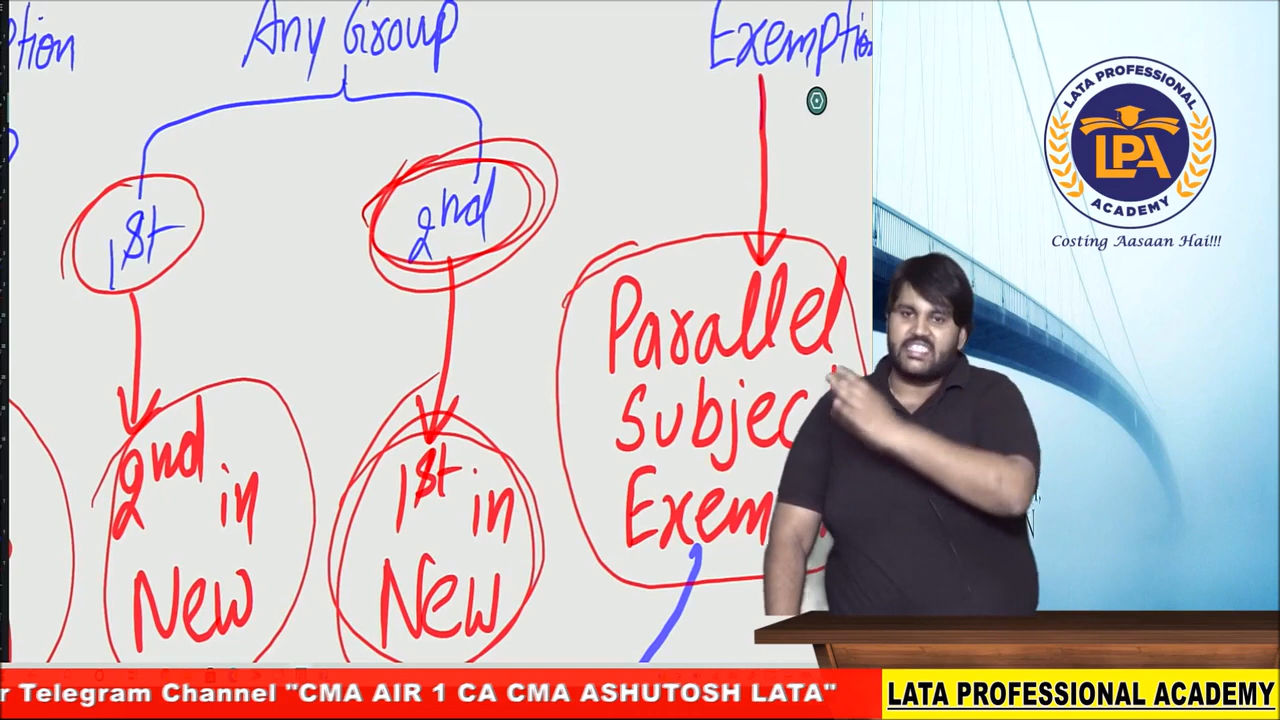 ption
Any Group
Exemption
1st
2nd
2nd in
New
1st in
New
Parallel
Subjec
Exem
LATA PROFESSIONAL
LPA
ACADEMY
Costing Aasaan Hai!!!
r Telegram Channel "CMA AIR 1 CA CMA ASHUTOSH LATA"
LATA PROFESSIONAL ACADEMY